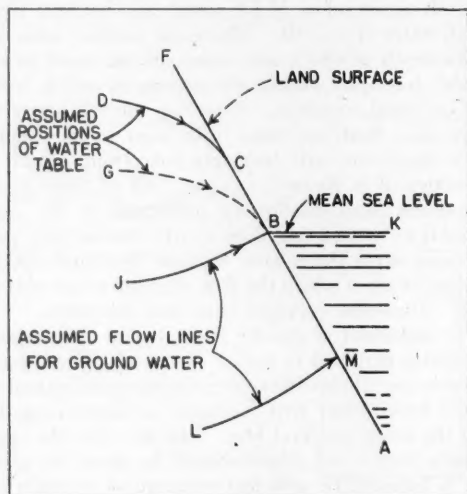 F
LAND SURFACE
D
ASSUMED
POSITIONS
OF WATER
TABLE
C
G
B
MEAN SEA LEVEL
K
J
ASSUMED FLOW LINES
FOR GROUND WATER
M
L
A